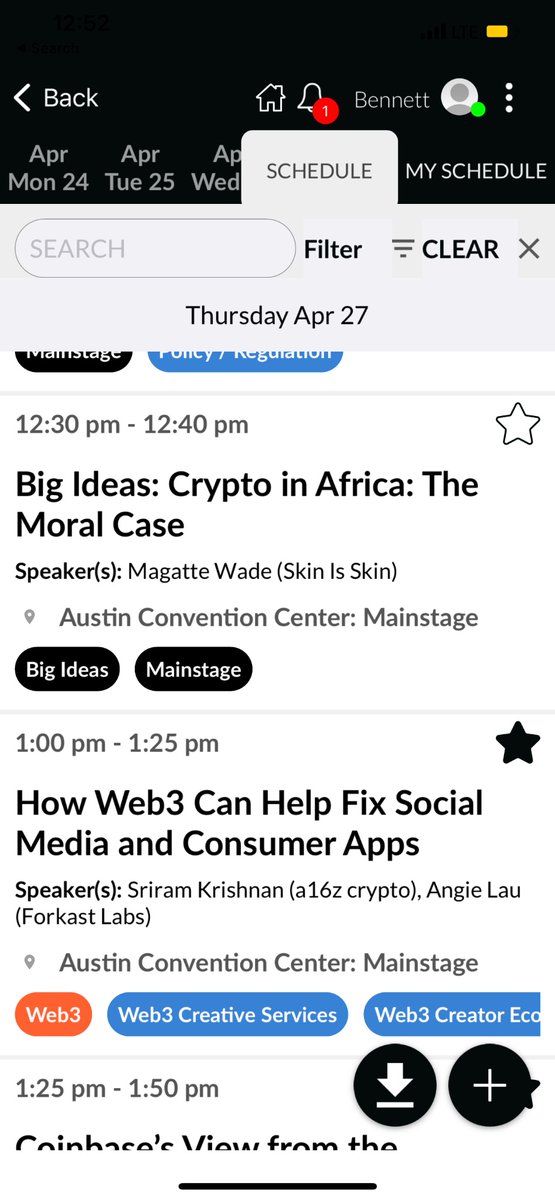 12:52
Search
LTE
Back
1
Bennett
Apr
Mon 24
Apr
Tue 25
Ap
Wed
SCHEDULE
MY SCHEDULE
SEARCH
Filter
CLEAR
Thursday Apr 27
Mainstage
Policy / Regulation
12:30 pm - 12:40 pm
Big Ideas: Crypto in Africa: The
Moral Case
Speaker(s): Magatte Wade (Skin Is Skin)
Austin Convention Center: Mainstage
Big Ideas
Mainstage
1:00 pm - 1:25 pm
How Web3 Can Help Fix Social
Media and Consumer Apps
Speaker(s): Sriram Krishnan (a16z crypto), Angie Lau
(Forkast Labs)
Austin Convention Center: Mainstage
Web3
Web3 Creative Services
Web3 Creator Eco
1:25 pm - 1:50 pm
Coinbase's View from the